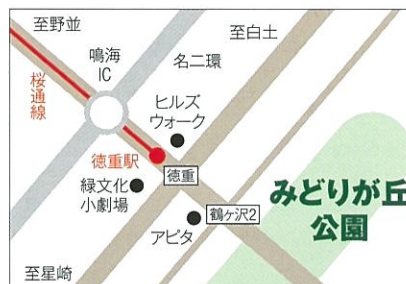 至野並
鳴海
IC
名二環
至白土
桜通線
ヒルズ
ウォーク
徳重駅
徳重
緑文化
小劇場
鶴ヶ沢2
アピタ
みどりが丘
公園
至星崎